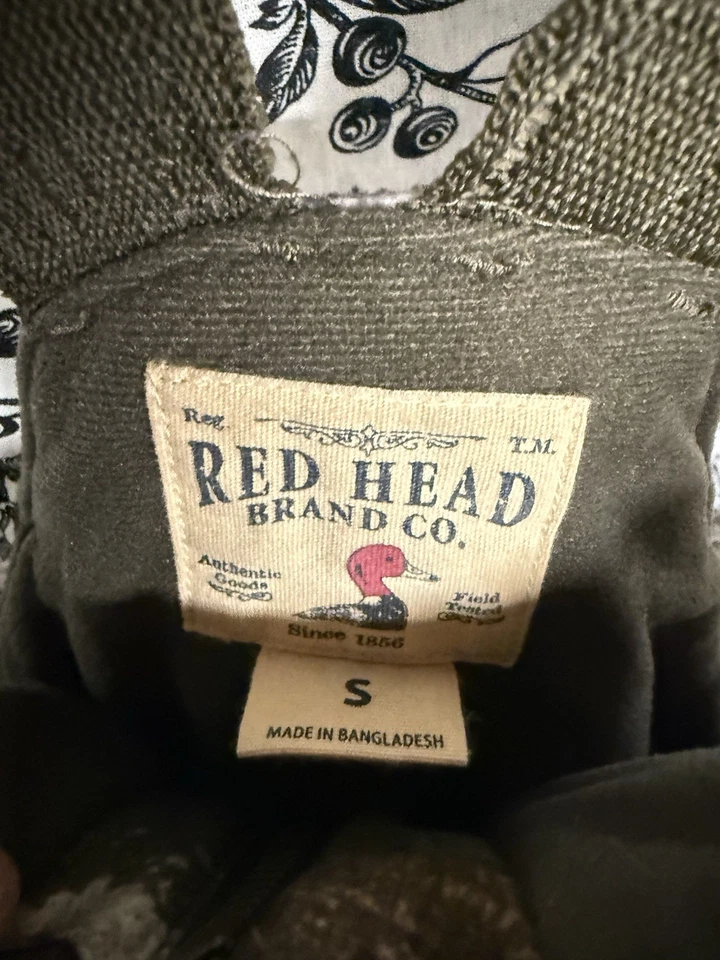 Reg. T.M.
RED HEAD
BRAND CO.
Authentic
Goods
Field
Tested
Since 1856
S
MADE IN BANGLADESH